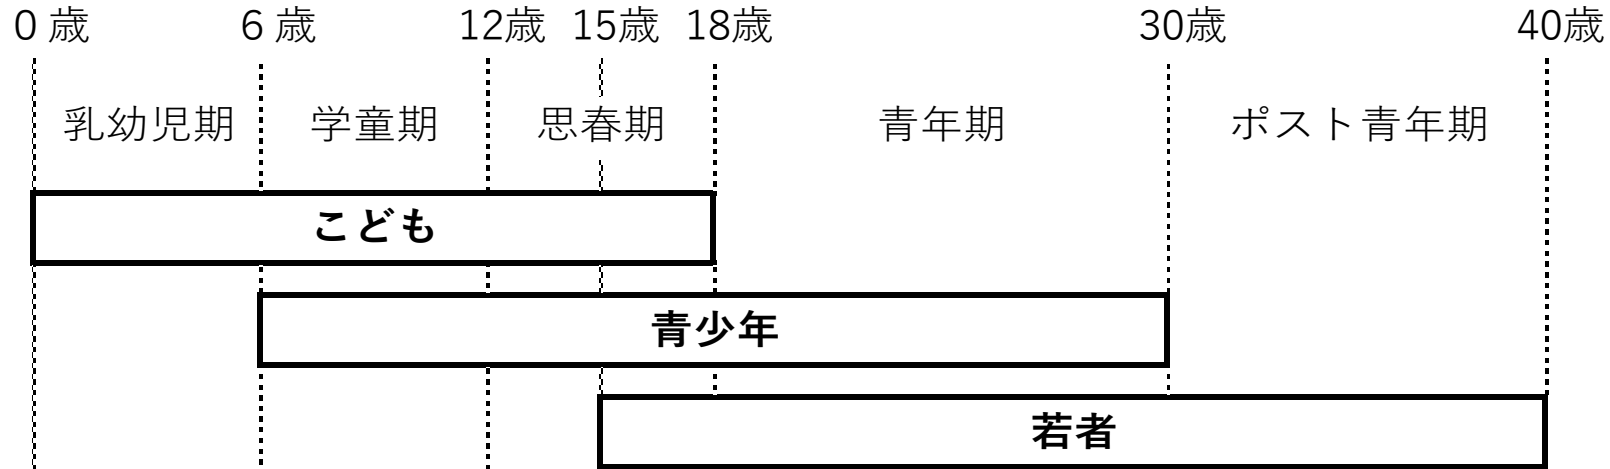 0歳 6歳 12歳 15歳 18歳 30歳 40歳
乳幼児期 学童期 思春期 青年期 ポスト青年期
こども
青少年
若者